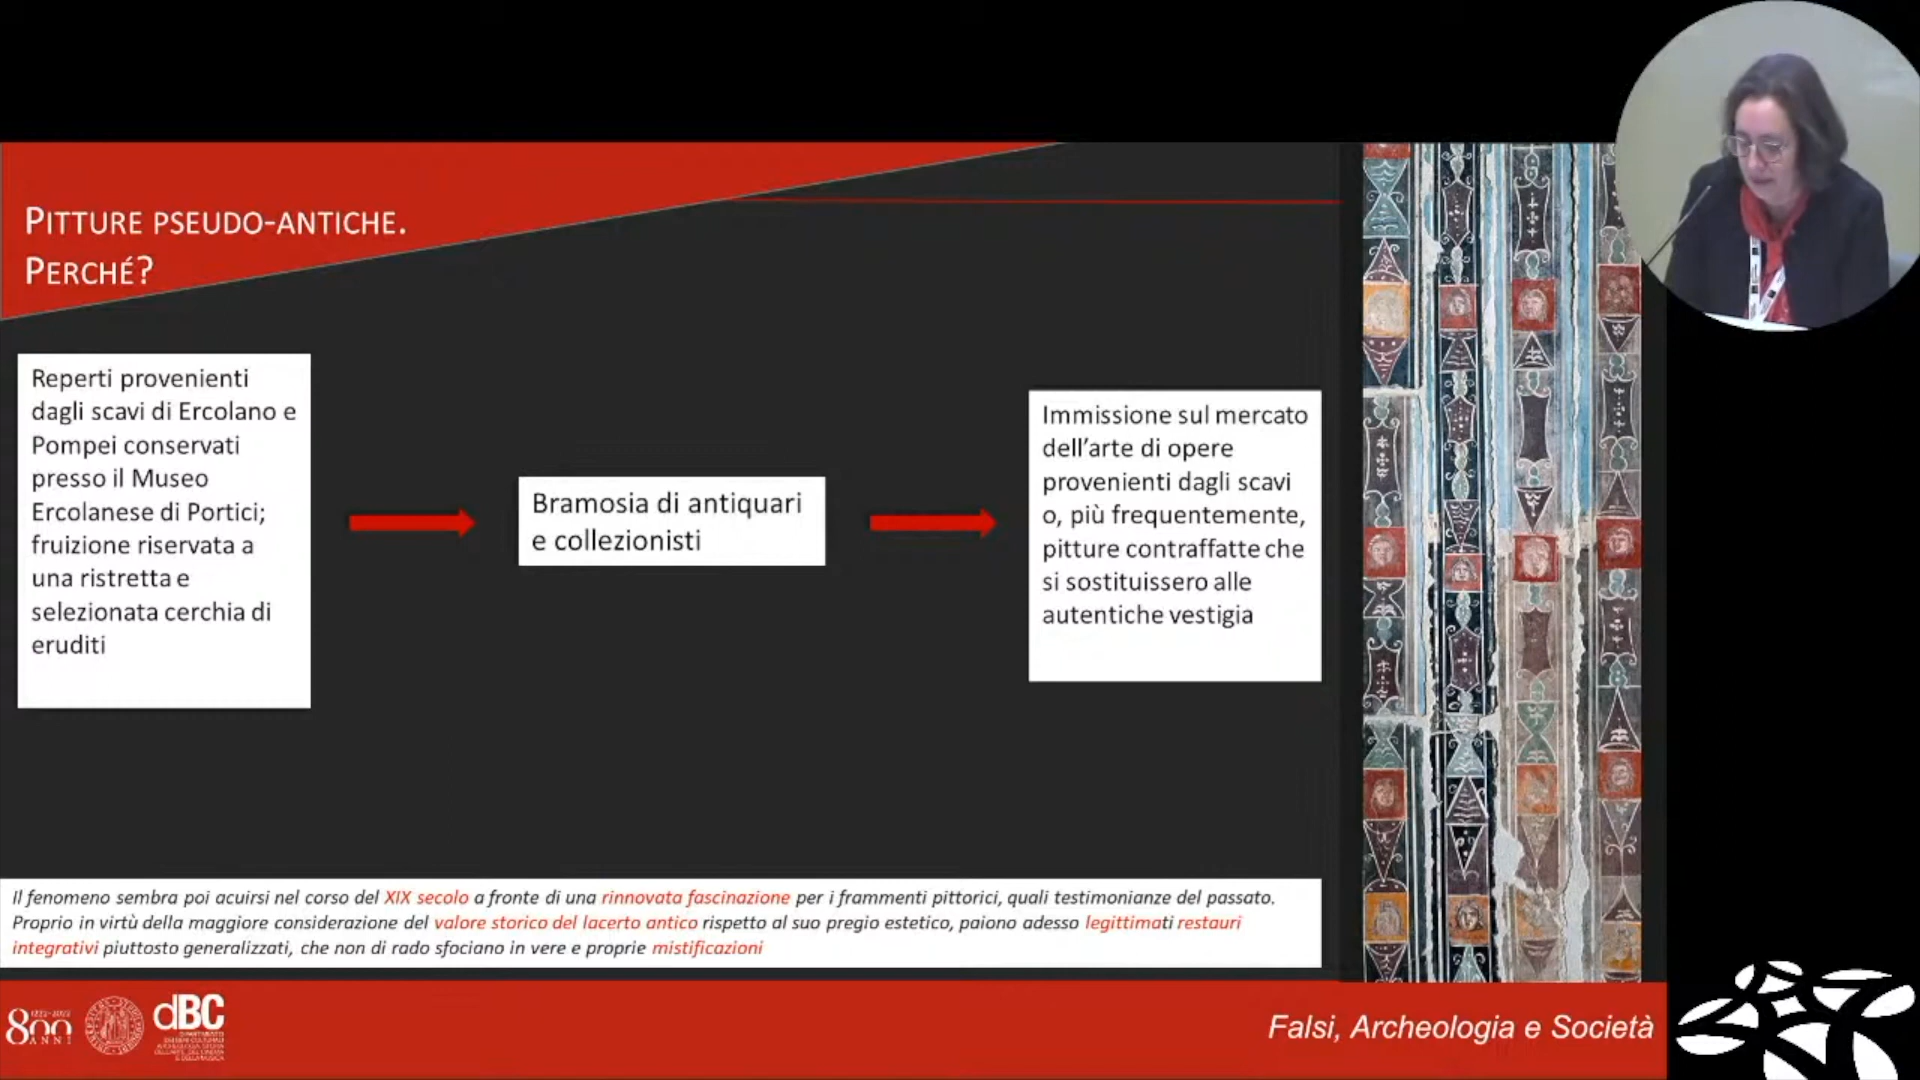 PITTURE PSEUDO-ANTICHE.
PERCHÉ?
Reperti provenienti
dagli scavi di Ercolano e
Pompei conservati
presso il Museo
Ercolanese di Portici;
fruizione riservata a
una ristretta e
selezionata cerchia di
eruditi
Bramosia di antiquari
e collezionisti
Immissione sul mercato
dell'arte di opere
provenienti dagli scavi
o, più frequentemente,
pitture contraffatte che
si sostituissero alle
autentiche vestigia
Il fenomeno sembra poi acuirsi nel corso del XIX secolo a fronte di una rinnovata fascinazione per i frammenti pittorici, quali testimonianze del passato.
Proprio in virtù della maggiore considerazione del valore storico del lacerto antico rispetto al suo pregio estetico, paiono adesso legittimati restauri
integrativi piuttosto generalizzati, che non di rado sfociano in vere e proprie mistificazioni
1222-2022
800
ANNI
dBC
Falsi, Archeologia e Società